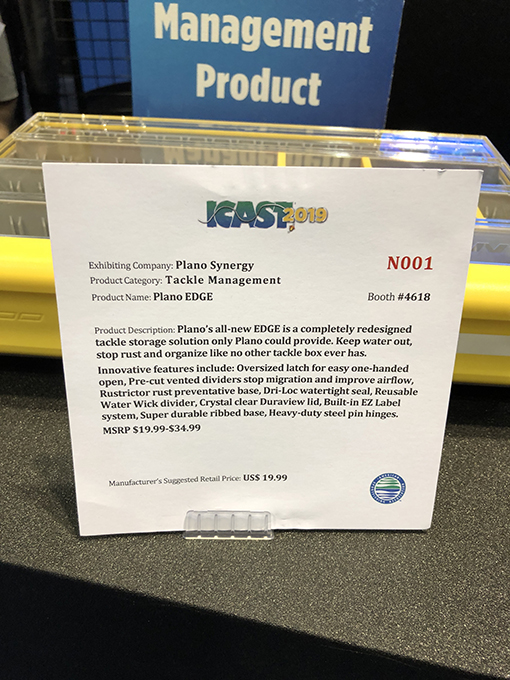 Management
Product
ICAST 2019
Exhibiting Company: Plano Synergy
N001
Product Category: Tackle Management
Product Name: Plano EDGE
Booth #4618
Product Description: Plano's all-new EDGE is a completely redesigned
tackle storage solution only Plano could provide. Keep water out,
stop rust and organize like no other tackle box ever has.
Innovative features include: Oversized latch for easy one-handed
open, Pre-cut vented dividers stop migration and improve airflow,
Rustrictor rust preventative base, Dri-Loc watertight seal, Reusable
Water Wick divider, Crystal clear Duraview lid, Built-in EZ Label
system, Super durable ribbed base, Heavy-duty steel pin hinges.
MSRP $19.99-$34.99
Manufacturer's Suggested Retail Price: US$ 19.99